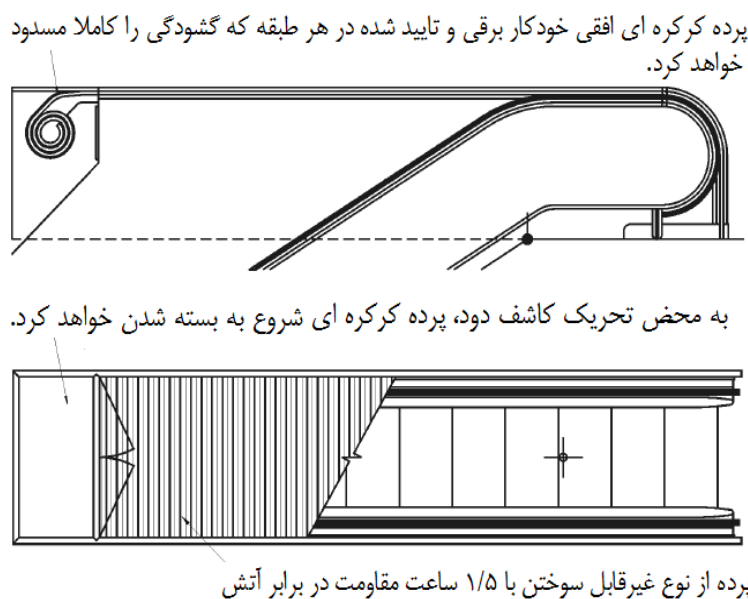 پرده کرکره ای افقی خودکار برقی و تایید شده در هر طبقه که گشودگی را کاملا مسدود
خواهد کرد.
به محض تحریک کاشف دود، پرده کرکره ای شروع به بسته شدن خواهد کرد.
پرده از نوع غیرقابل سوختن با ۱/۵ ساعت مقاومت در برابر آتش